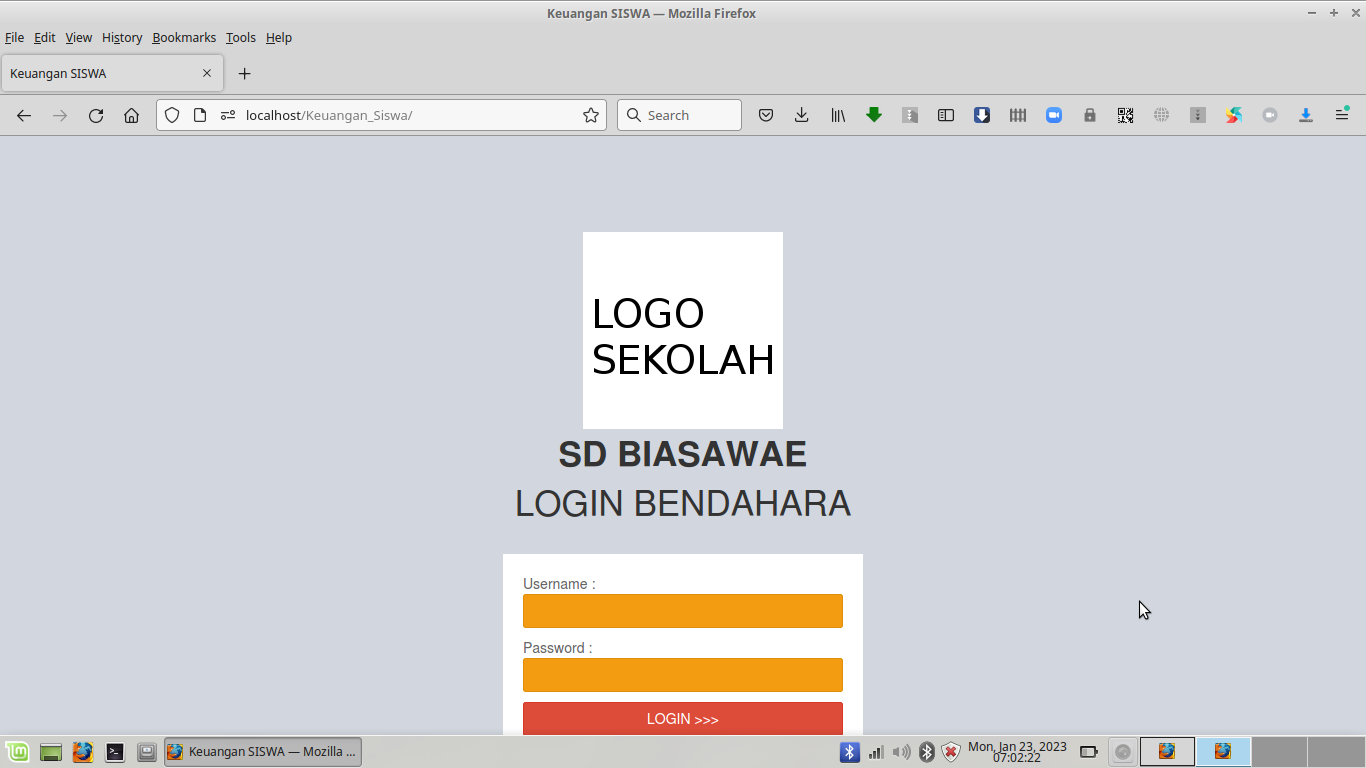 Keuangan SISWA — Mozilla Firefox
File Edit View History Bookmarks Tools Help
Keuangan SISWA
localhost/Keuangan_Siswa/
Search
LOGO
SEKOLAH
SD BIASAWAE
LOGIN BENDAHARA
Username :
Password :
LOGIN >>>
Keuangan SISWA — Mozilla ...
Mon, Jan 23, 2023
07:02:22